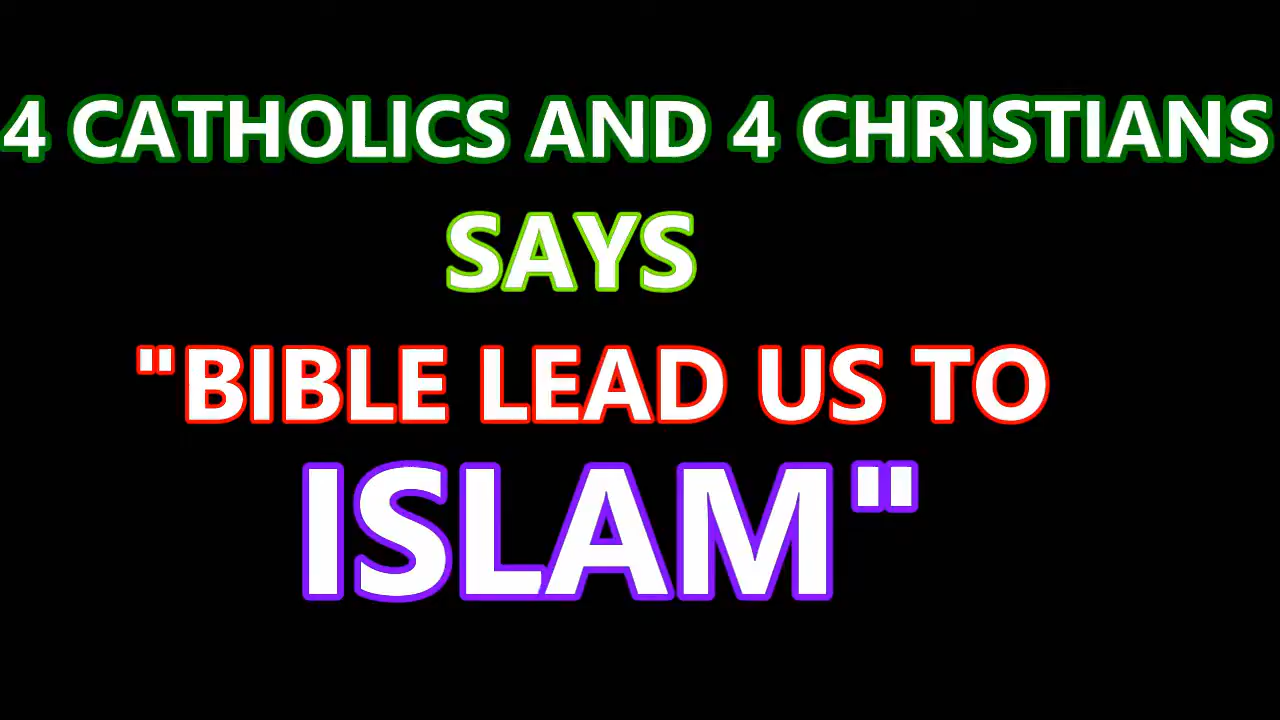 4 CATHOLICS AND 4 CHRISTIANS
SAYS
"BIBLE LEAD US TO
ISLAM"